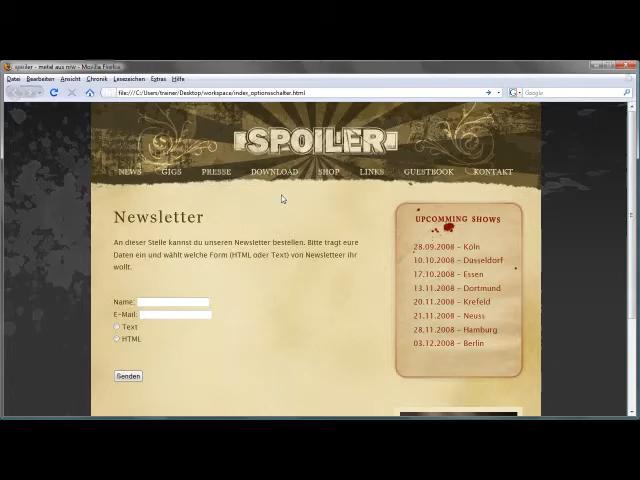 spoiler - metal aus nrw - Mozilla Firefox
Datei Bearbeiten Ansicht Chronik Lesezeichen Extras Hilfe
file:///C:/Users/trainer/Desktop/workspace/index_optionsschalter.html
Google
SPOILER
NEWS GIGS PRESSE DOWNLOAD SHOP LINKS GUESTBOOK KONTAKT
Newsletter
An dieser Stelle kannst du unseren Newsletter bestellen. Bitte tragt eure
Daten ein und wählt welche Form (HTML oder Text) von Newsletteer ihr
wollt.
Name:
E-Mail:
Text
HTML
Senden
UPCOMMING SHOWS
28.09.2008 – Köln
10.10.2008 – Düsseldorf
17.10.2008 – Essen
13.11.2008 – Dortmund
20.11.2008 – Krefeld
21.11.2008 – Neuss
28.11.2008 – Hamburg
03.12.2008 – Berlin